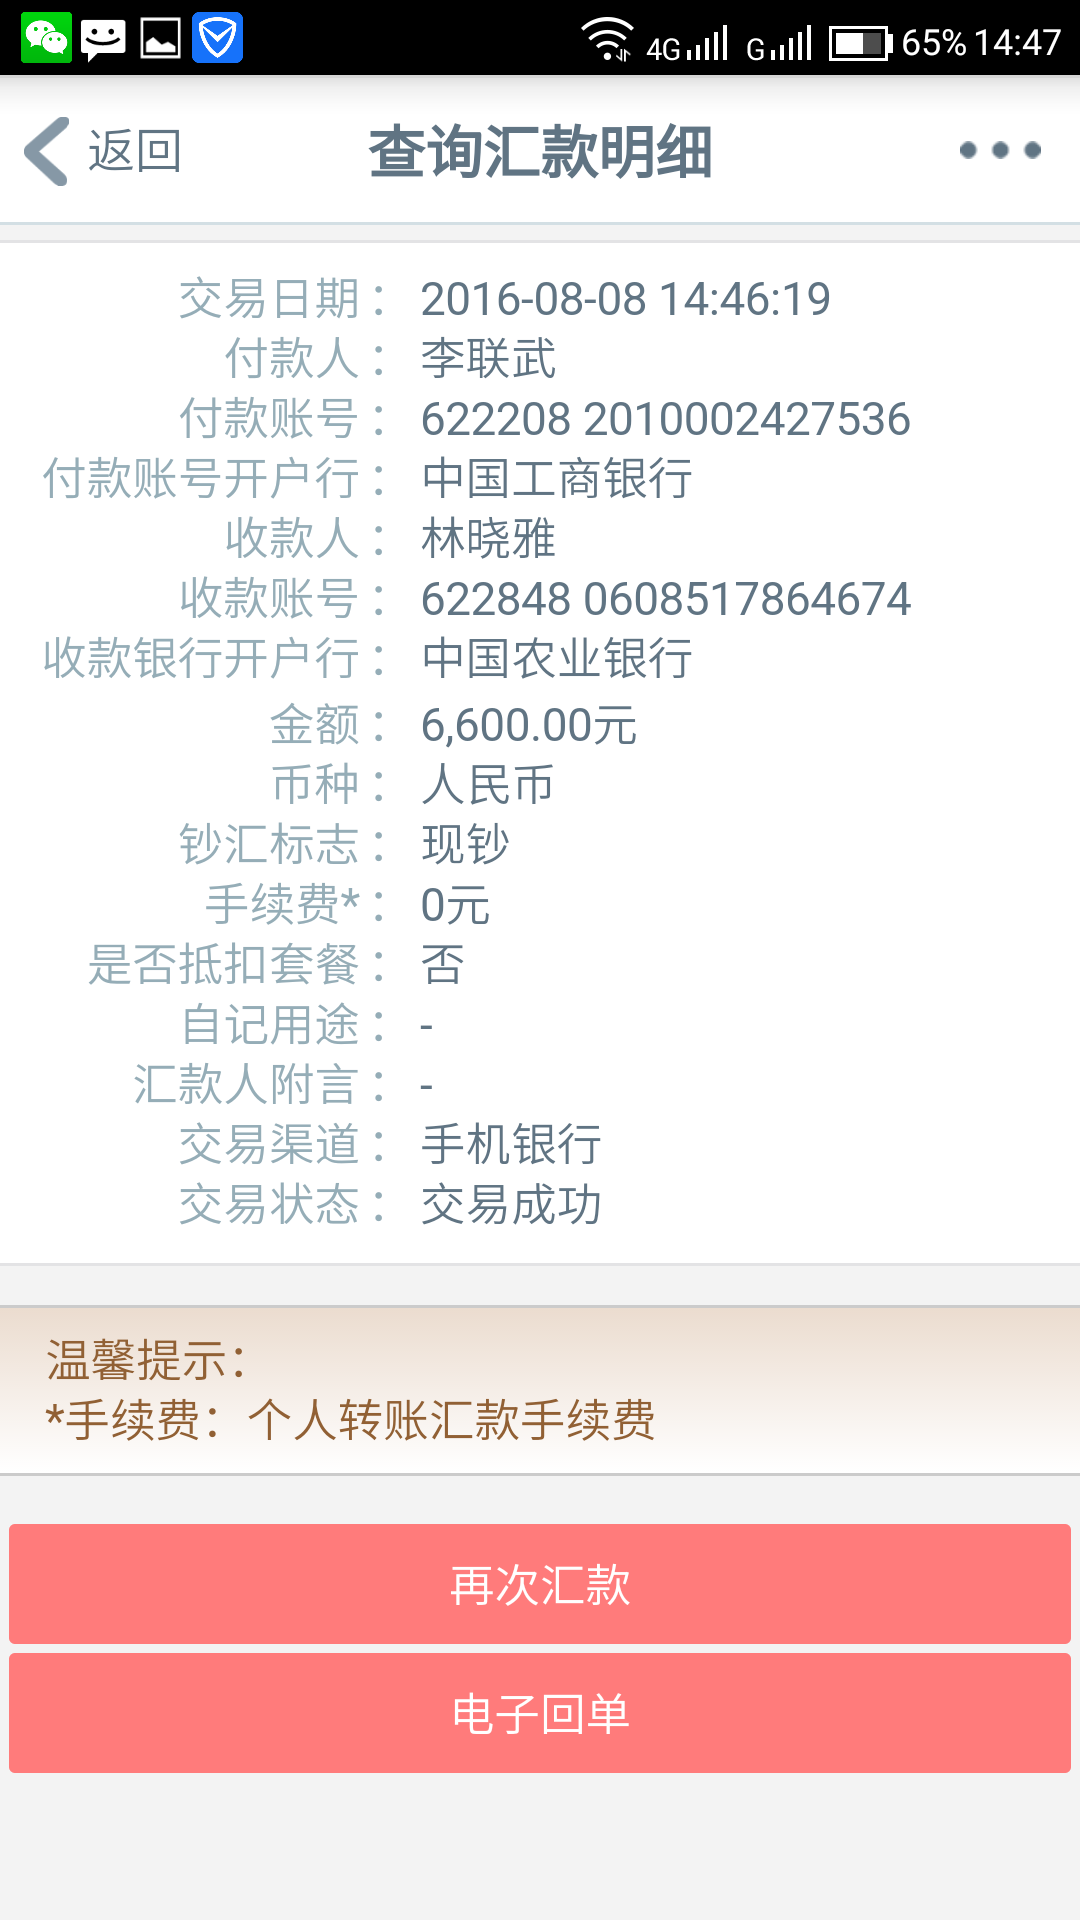 4G G 65% 14:47
返回 查询汇款明细
交易日期： 2016-08-08 14:46:19
付款人： 李联武
付款账号： 622208 2010002427536
付款账号开户行： 中国工商银行
收款人： 林晓雅
收款账号： 622848 0608517864674
收款银行开户行： 中国农业银行
金额： 6,600.00元
币种： 人民币
钞汇标志： 现钞
手续费*： 0元
是否抵扣套餐： 否
自记用途： -
汇款人附言： -
交易渠道： 手机银行
交易状态： 交易成功
温馨提示：
*手续费：个人转账汇款手续费
再次汇款
电子回单